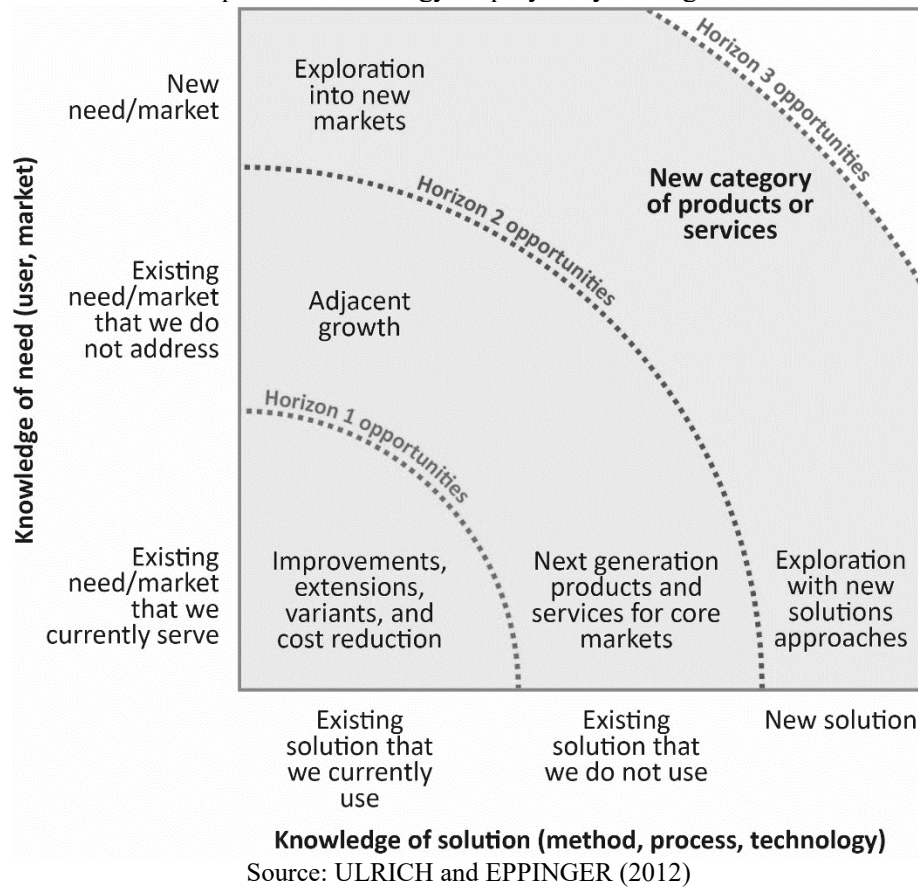 New
need/market
Exploration
into new
markets
Horizon 3 opportunities
New category
of products or
services
Horizon 2 opportunities
Knowledge of need (user, market)
Existing
need/market
that we do
not address
Adjacent
growth
Horizon 1 opportunities
Existing
need/market
that we
currently serve
Improvements,
extensions,
variants, and
cost reduction
Next generation
products and
services for core
markets
Exploration
with new
solutions
approaches
Existing
solution that
we currently
use
Existing
solution that
we do not use
New solution
Knowledge of solution (method, process, technology)
Source: ULRICH and EPPINGER (2012)